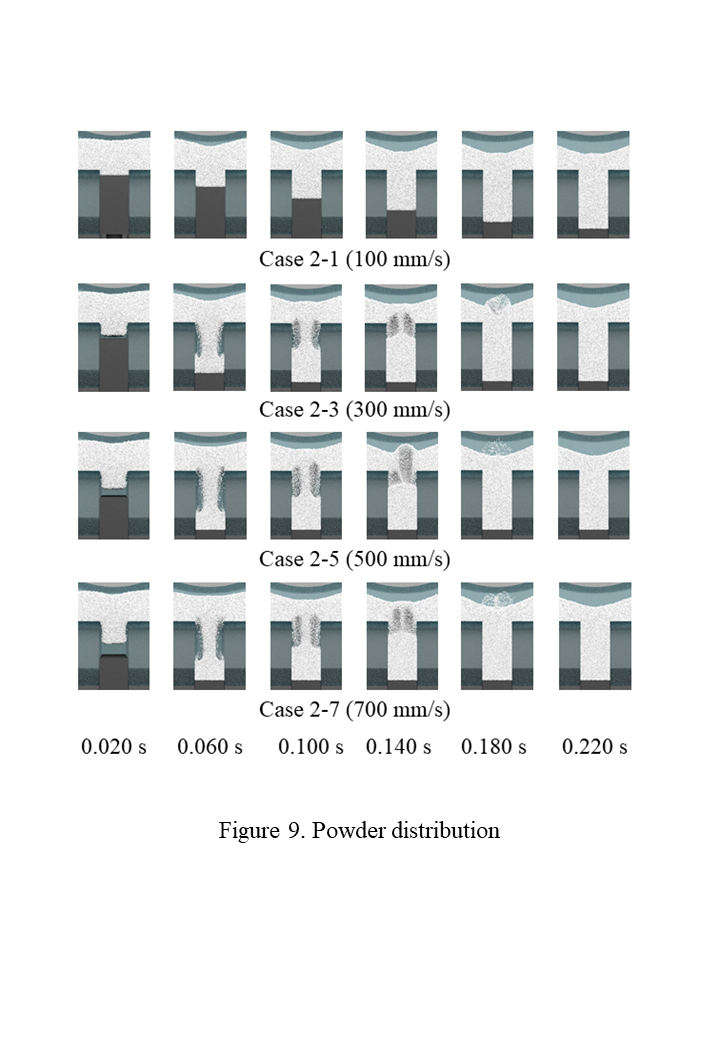 Case 2-1 (100 mm/s)
Case 2-3 (300 mm/s)
Case 2-5 (500 mm/s)
Case 2-7 (700 mm/s)
0.020 s 0.060 s 0.100 s 0.140 s 0.180 s 0.220 s
Figure 9. Powder distribution